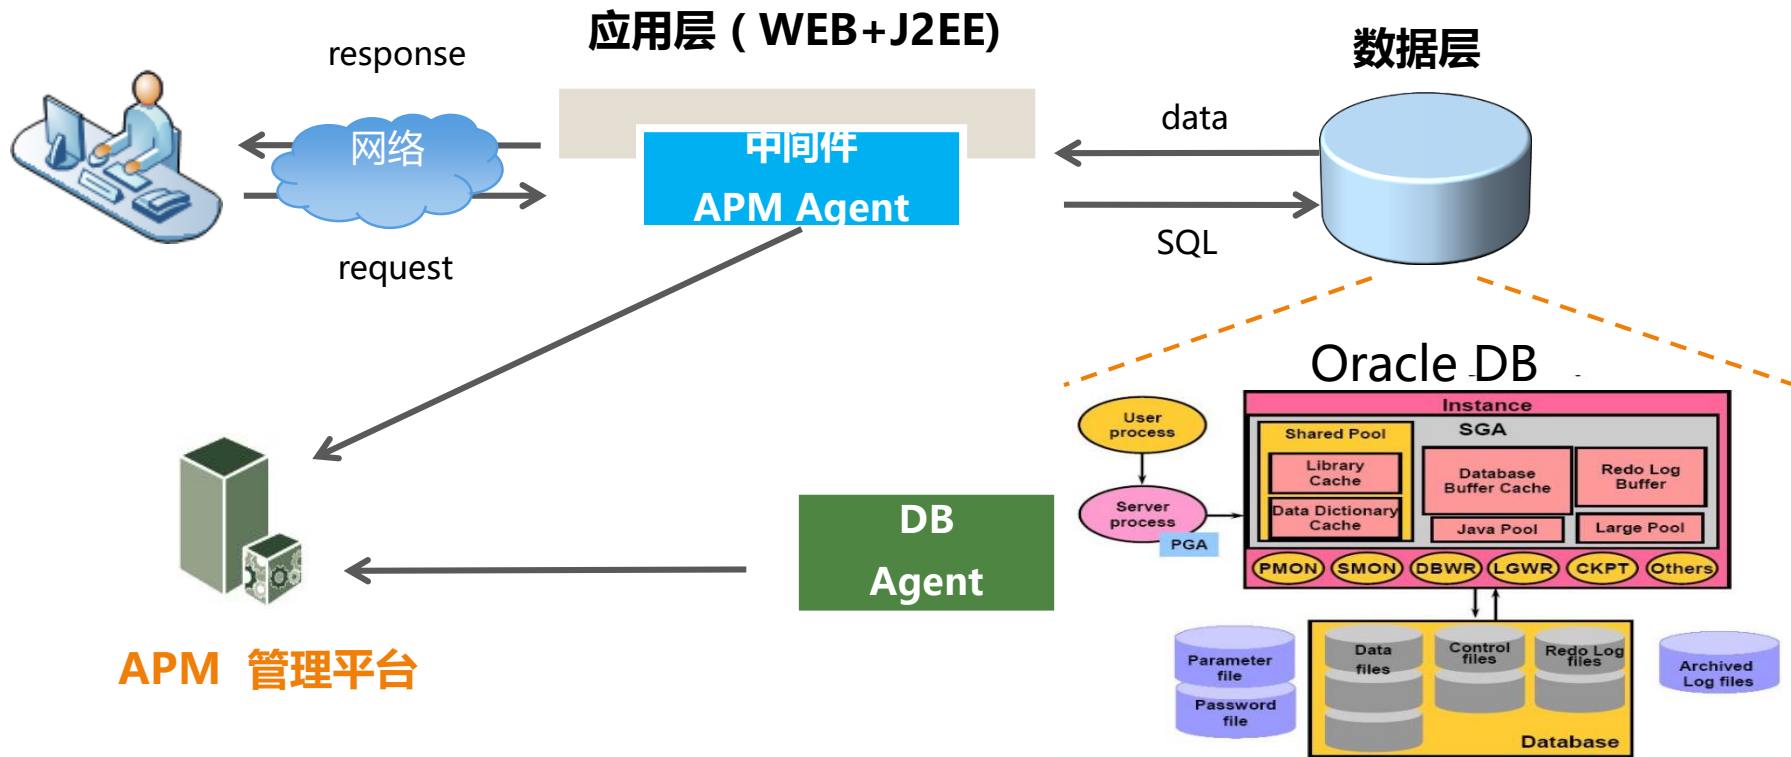 应用层（WEB+J2EE)
数据层
response
网络
request
中间件
APM Agent
data
SQL
Oracle DB
APM 管理平台
DB
Agent
User
process
Server
process
PGA
Instance
SGA
Shared Pool
Library
Cache
Data Dictionary
Cache
Database
Buffer Cache
Redo Log
Buffer
Java Pool
Large Pool
PMON
SMON
DBWR
LGWR
CKPT
Others
Parameter
file
Password
file
Data
files
Control
files
Redo Log
files
Database
Archived
Log files